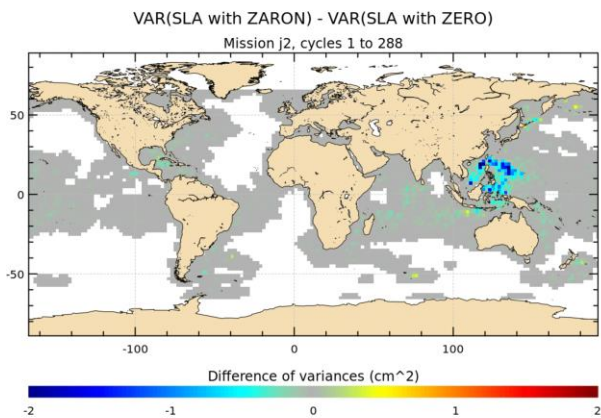 VAR(SLA with ZARON) - VAR(SLA with ZERO)
Mission j2, cycles 1 to 288
50
0
-50
-100 0 100
Difference of variances (cm^2)
-2 -1 0 1 2